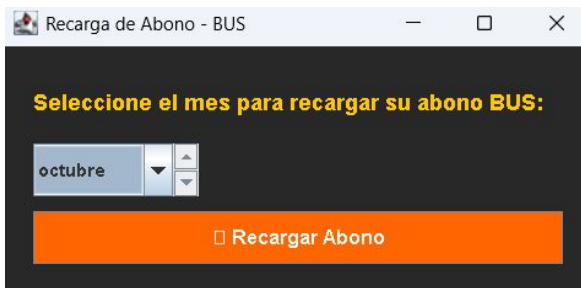 Recarga de Abono - BUS
Seleccione el mes para recargar su abono BUS:
octubre
▯ Recargar Abono